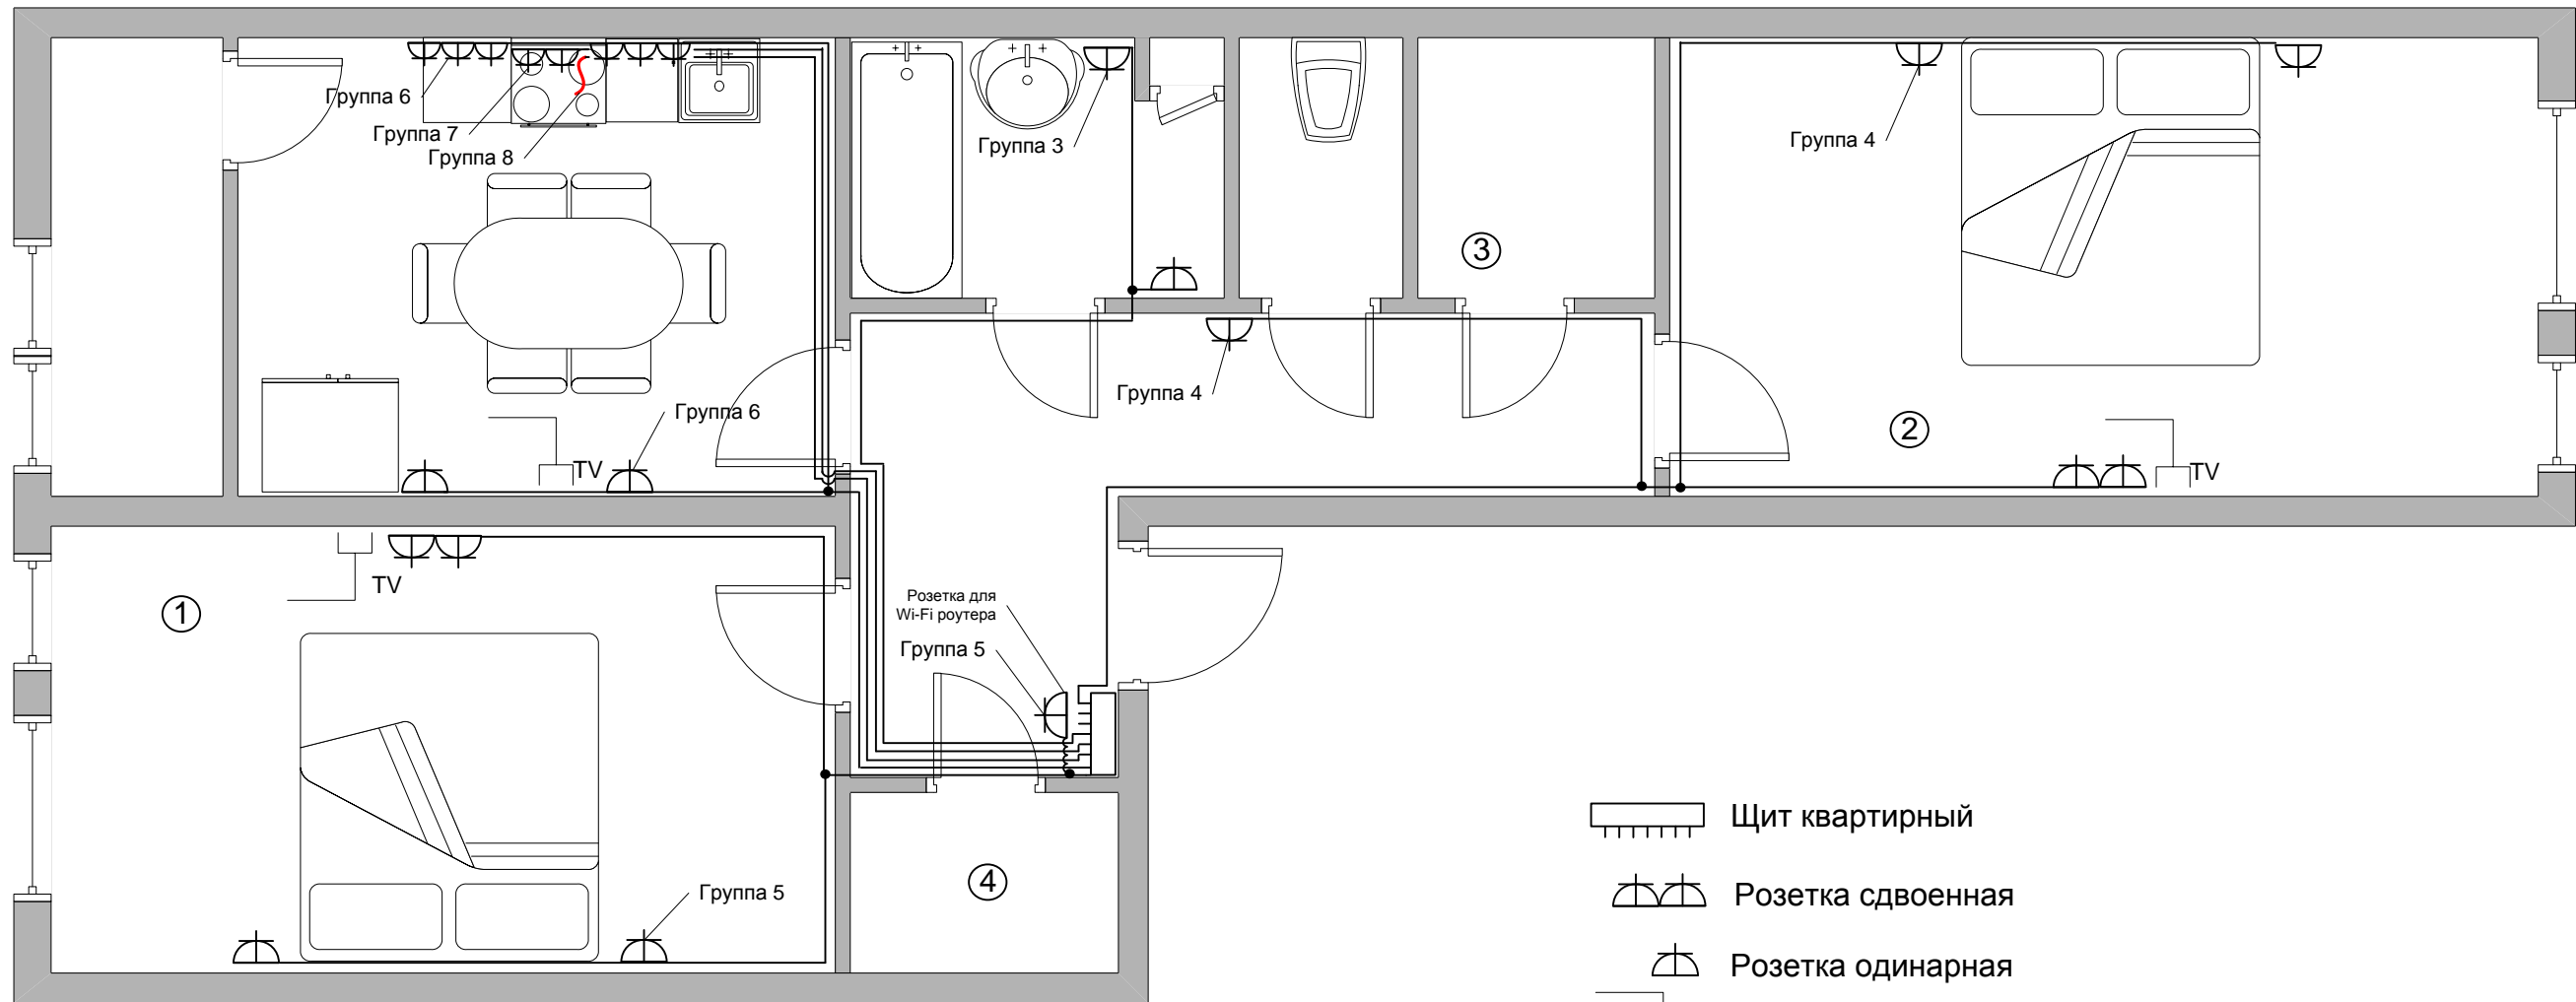 Группа 6
Группа 7
Группа 8
Группа 3
Группа 4
3
Группа 4
2
TV
Группа 6
TV
1
TV
Розетка для
Wi-Fi роутера
Группа 5
Группа 5
4
Щит квартирный
Розетка сдвоенная
Розетка одинарная